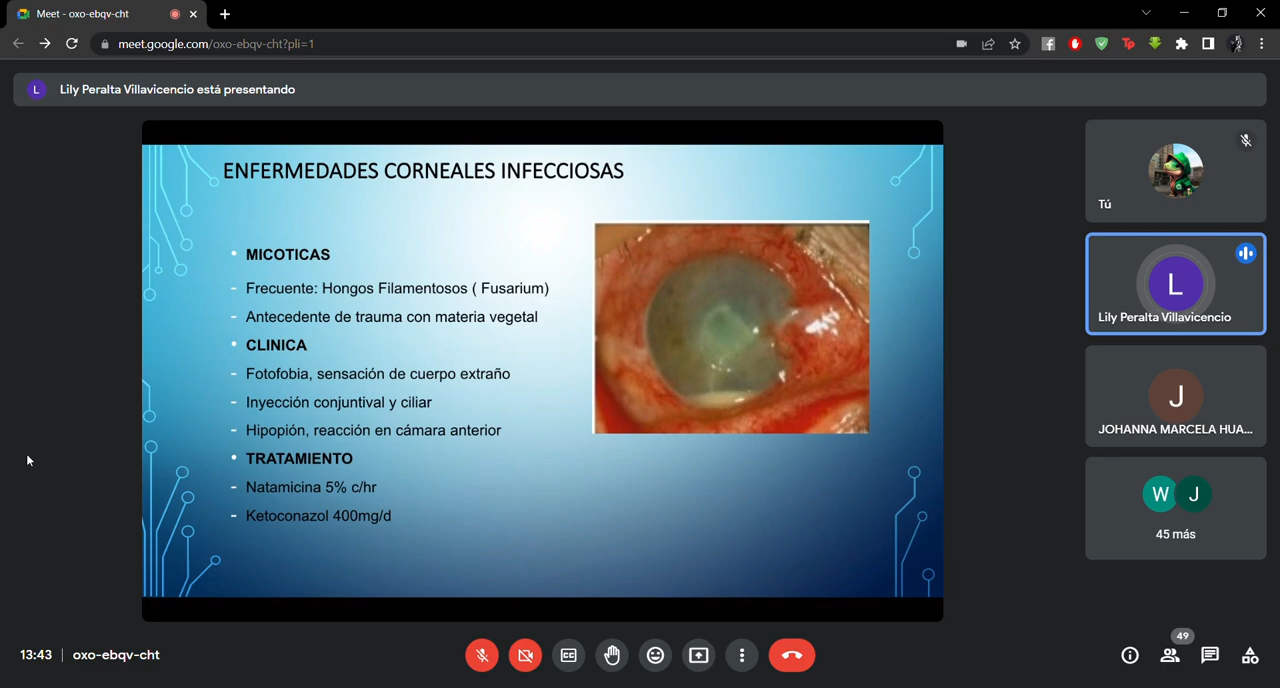 Meet - oxo-ebqv-cht
meet.google.com/oxo-ebqv-cht?pli=1
L
Lily Peralta Villavicencio está presentando
ENFERMEDADES CORNEALES INFECCIOSAS
• MICOTICAS
- Frecuente: Hongos Filamentosos ( Fusarium)
- Antecedente de trauma con materia vegetal
• CLINICA
- Fotofobia, sensación de cuerpo extraño
- Inyección conjuntival y ciliar
- Hipopión, reacción en cámara anterior
• TRATAMIENTO
- Natamicina 5% c/hr
- Ketoconazol 400mg/d
Tú
L
Lily Peralta Villavicencio
J
JOHANNA MARCELA HUA...
W J
45 más
13:43 | oxo-ebqv-cht
49